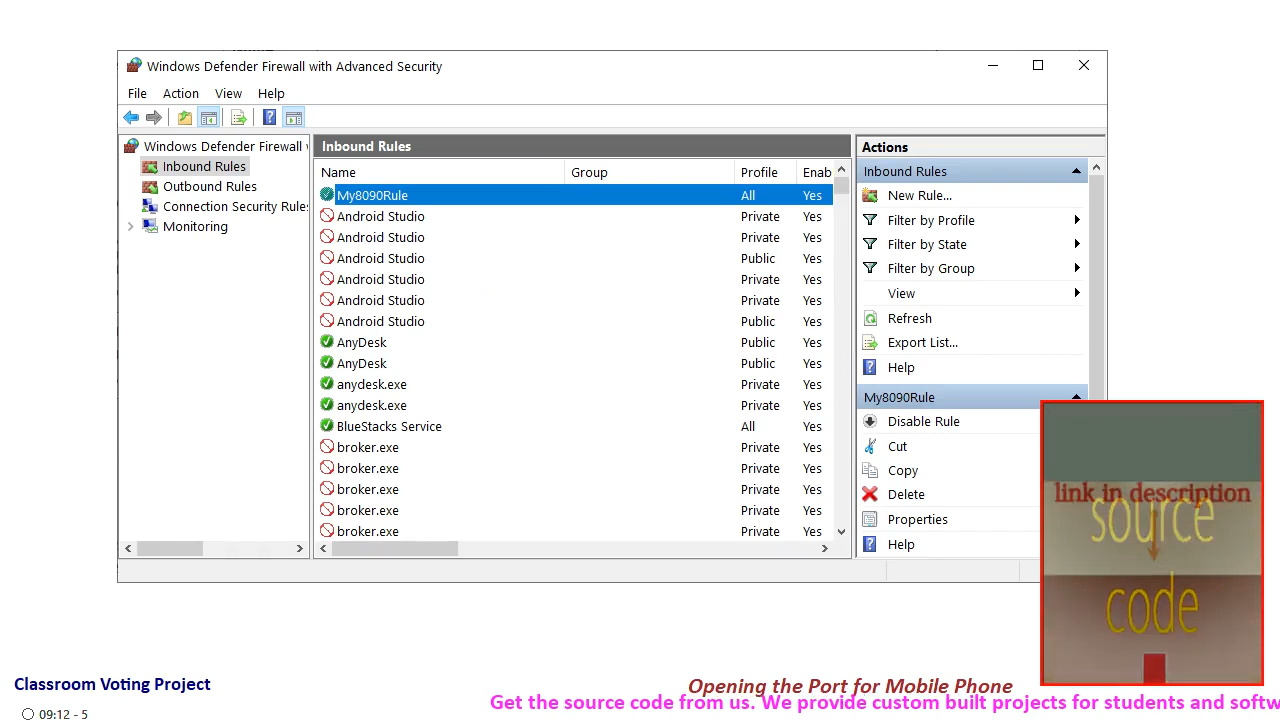 Windows Defender Firewall with Advanced Security
File Action View Help
Windows Defender Firewall
Inbound Rules
Outbound Rules
Connection Security Rules
Monitoring
Inbound Rules
Name Group Profile Enab
My8090Rule All Yes
Android Studio Private Yes
Android Studio Private Yes
Android Studio Public Yes
Android Studio Private Yes
Android Studio Private Yes
Android Studio Public Yes
AnyDesk Public Yes
AnyDesk Public Yes
anydesk.exe Private Yes
anydesk.exe Private Yes
BlueStacks Service All Yes
broker.exe Private Yes
broker.exe Private Yes
broker.exe Private Yes
broker.exe Private Yes
broker.exe Private Yes
Actions
Inbound Rules
New Rule...
Filter by Profile
Filter by State
Filter by Group
View
Refresh
Export List...
Help
My8090Rule
Disable Rule
Cut
Copy
Delete
Properties
Help
link in description
source
code
Classroom Voting Project
Opening the Port for Mobile Phone
Get the source code from us. We provide custom built projects for students and softw
09:12 - 5